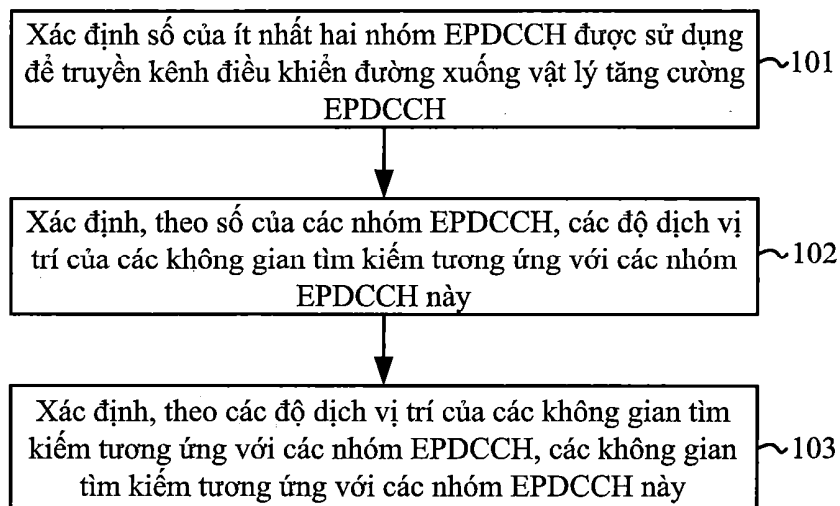 Xác định số của ít nhất hai nhóm EPDCCH được sử dụng
để truyền kênh điều khiển đường xuống vật lý tăng cường
EPDCCH
101
Xác định, theo số của các nhóm EPDCCH, các độ dịch vị
trí của các không gian tìm kiếm tương ứng với các nhóm
EPDCCH này
102
Xác định, theo các độ dịch vị trí của các không gian tìm
kiếm tương ứng với các nhóm EPDCCH, các không gian
tìm kiếm tương ứng với các nhóm EPDCCH này
103